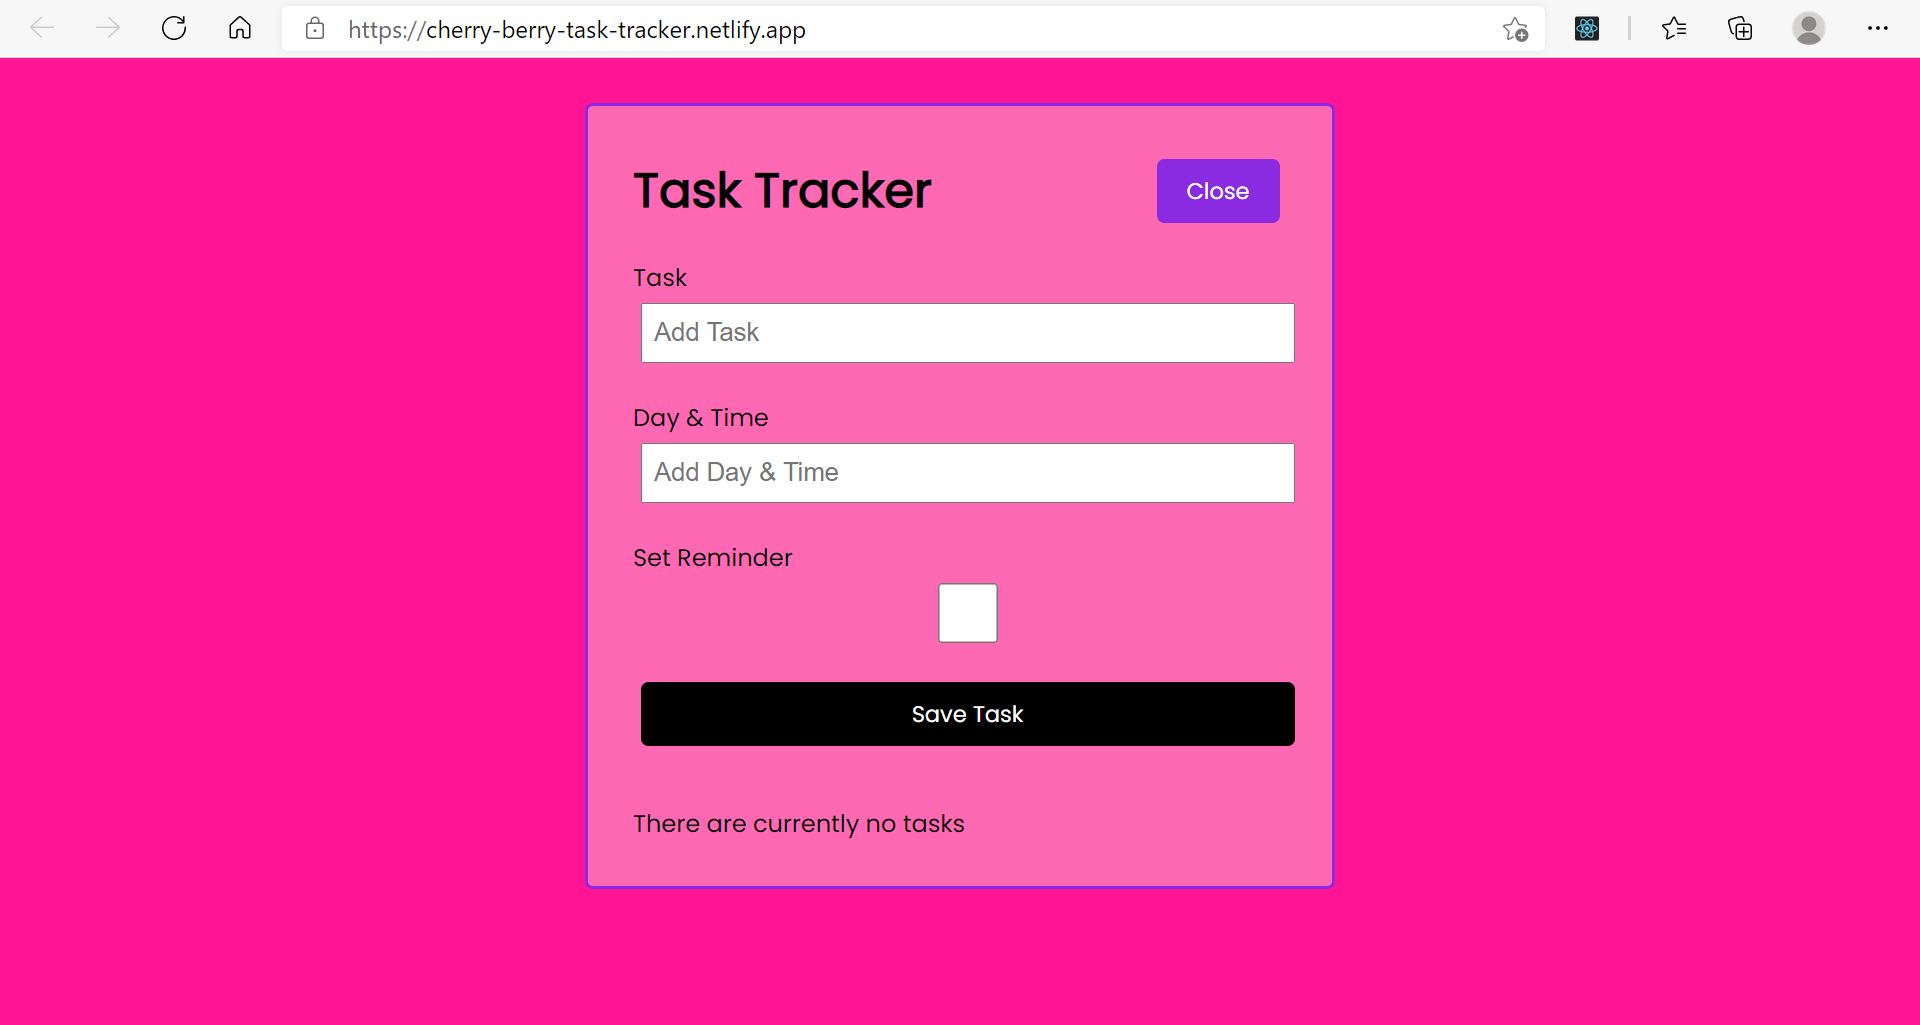 https://cherry-berry-task-tracker.netlify.app
Task Tracker
Close
Task
Add Task
Day & Time
Add Day & Time
Set Reminder
Save Task
There are currently no tasks